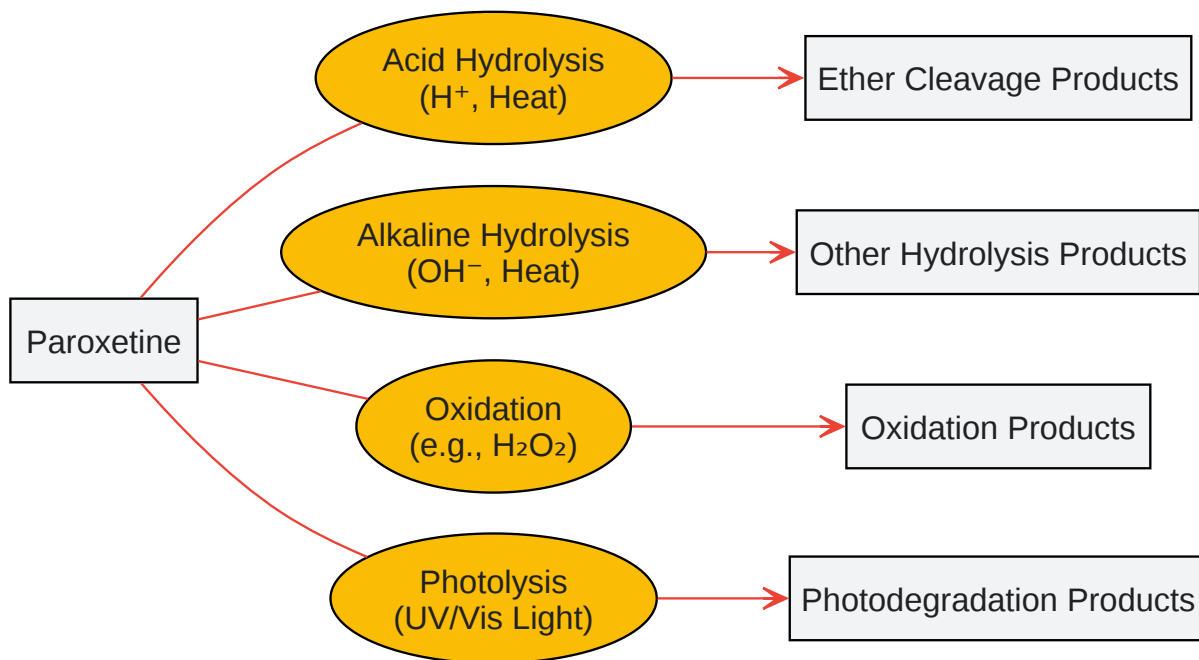 Acid Hydrolysis
(H⁺, Heat)
Ether Cleavage Products
Alkaline Hydrolysis
(OH⁻, Heat)
Other Hydrolysis Products
Paroxetine
Oxidation
(e.g., H₂O₂)
Oxidation Products
Photolysis
(UV/Vis Light)
Photodegradation Products